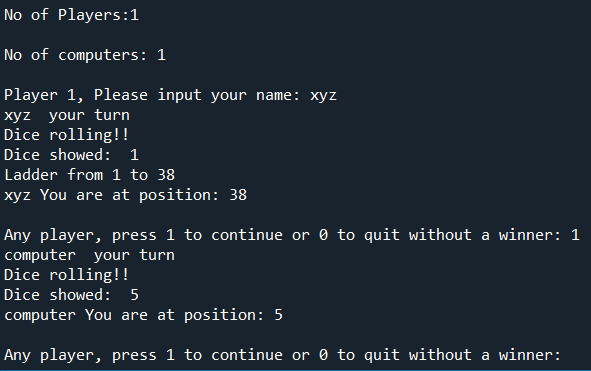 No of Players:1
No of computers: 1
Player 1, Please input your name: xyz
xyz  your turn
Dice rolling!!
Dice showed:  1
Ladder from 1 to 38
xyz You are at position: 38
Any player, press 1 to continue or 0 to quit without a winner: 1
computer  your turn
Dice rolling!!
Dice showed:  5
computer You are at position: 5
Any player, press 1 to continue or 0 to quit without a winner: